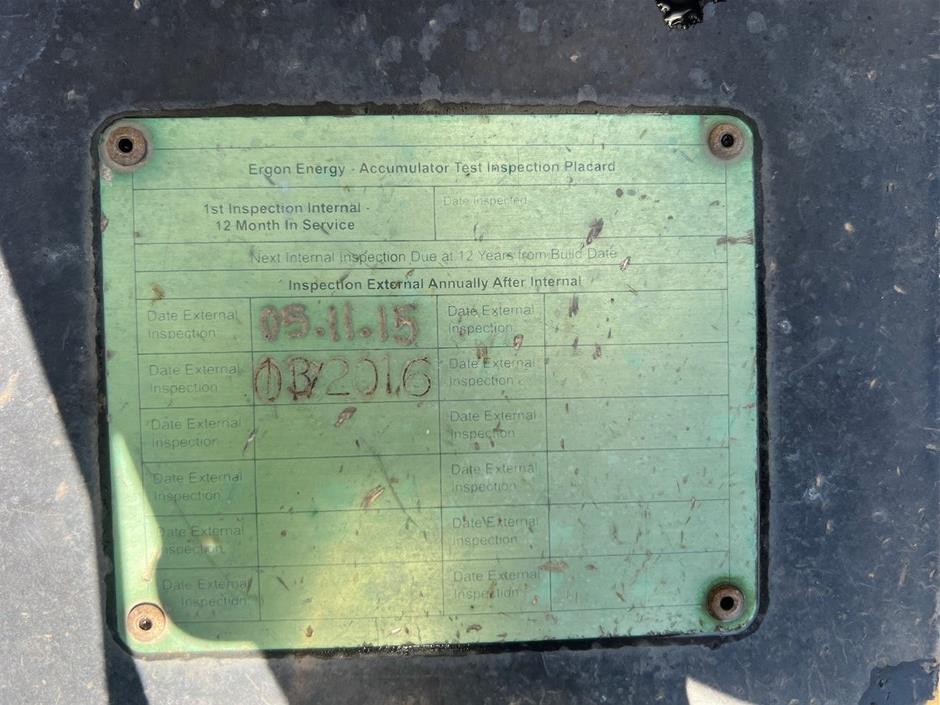 Ergon Energy - Accumulator Test Inspection Placard
1st Inspection Internal -
12 Month In Service
Date Inspected
Next Internal Inspection Due at 12 Years from Build Date
Inspection External Annually After Internal
Date External
Inspection
05.11.15
Date External
Inspection
Date External
Inspection
/2016
Date External
Inspection
Date External
Inspection
Date External
Inspection
Date External
Inspection
Date External
Inspection
Date External
Inspection
Date External
Inspection
Date External
Inspection
Date External
Inspection